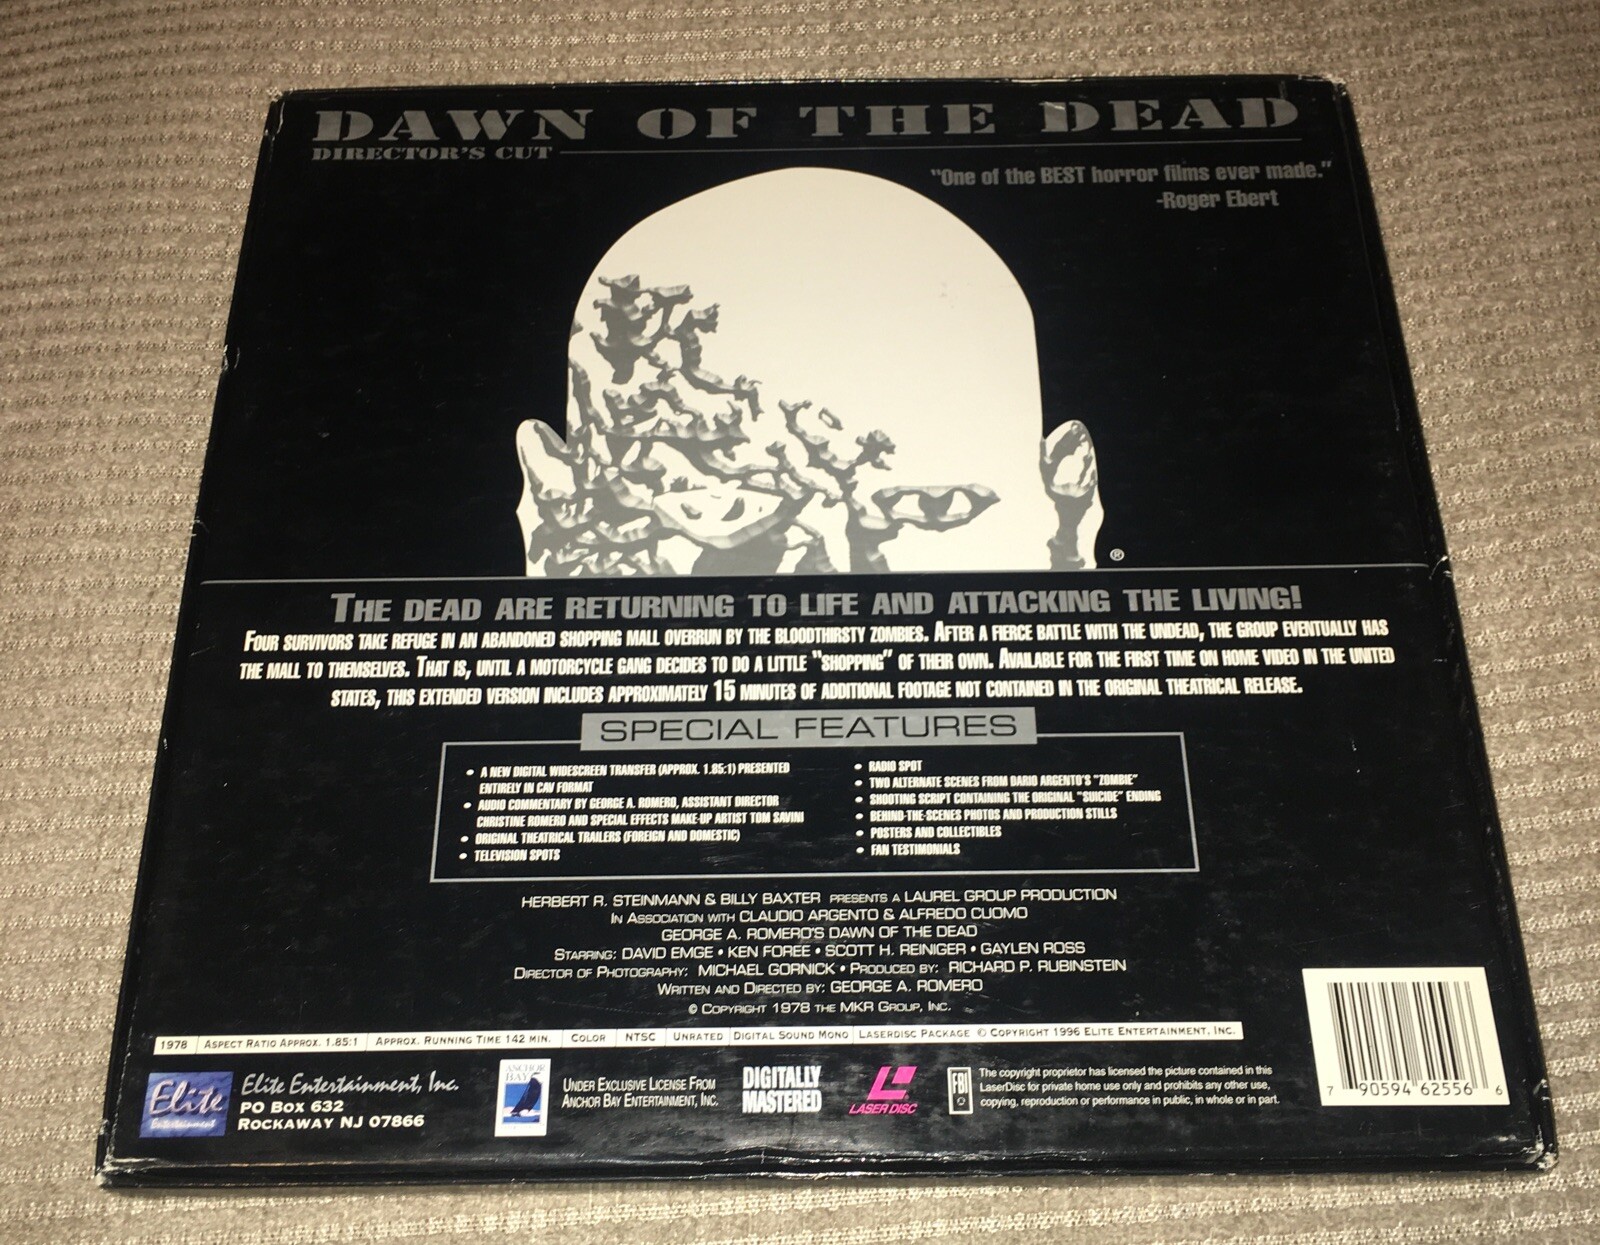 DAWN OF THE DEAD
DIRECTOR'S CUT
"One of the BEST horror films ever made."
-Roger Ebert
®
THE DEAD ARE RETURNING TO LIFE AND ATTACKING THE LIVING!
FOUR SURVIVORS TAKE REFUGE IN AN ABANDONED SHOPPING MALL OVERRUN BY THE BLOODTHIRSTY ZOMBIES. AFTER A FIERCE BATTLE WITH THE UNDEAD, THE GROUP EVENTUALLY HAS
THE MALL TO THEMSELVES. THAT IS, UNTIL A MOTORCYCLE GANG DECIDES TO DO A LITTLE "SHOPPING" OF THEIR OWN. AVAILABLE FOR THE FIRST TIME ON HOME VIDEO IN THE UNITED
STATES, THIS EXTENDED VERSION INCLUDES APPROXIMATELY 15 MINUTES OF ADDITIONAL FOOTAGE NOT CONTAINED IN THE ORIGINAL THEATRICAL RELEASE.
SPECIAL FEATURES
• A NEW DIGITAL WIDESCREEN TRANSFER (APPROX. 1.85:1) PRESENTED
ENTIRELY IN CAV FORMAT
• AUDIO COMMENTARY BY GEORGE A. ROMERO, ASSISTANT DIRECTOR
CHRISTINE ROMERO AND SPECIAL EFFECTS MAKE-UP ARTIST TOM SAVINI
• ORIGINAL THEATRICAL TRAILERS (FOREIGN AND DOMESTIC)
• TELEVISION SPOTS
• RADIO SPOT
• TWO ALTERNATE SCENES FROM DARIO ARGENTO'S "ZOMBIE"
• SHOOTING SCRIPT CONTAINING THE ORIGINAL "SUICIDE" ENDING
• BEHIND-THE-SCENES PHOTOS AND PRODUCTION STILLS
• POSTERS AND COLLECTIBLES
• FAN TESTIMONIALS
HERBERT R. STEINMANN & BILLY BAXTER PRESENTS A LAUREL GROUP PRODUCTION
IN ASSOCIATION WITH CLAUDIO ARGENTO & ALFREDO CUOMO
GEORGE A. ROMERO'S DAWN OF THE DEAD
STARRING: DAVID EMGE • KEN FOREE • SCOTT H. REINIGER • GAYLEN ROSS
DIRECTOR OF PHOTOGRAPHY: MICHAEL GORNICK • PRODUCED BY: RICHARD P. RUBINSTEIN
WRITTEN AND DIRECTED BY: GEORGE A. ROMERO
© COPYRIGHT 1978 THE MKR GROUP, INC.
1978 ASPECT RATIO APPROX. 1.85:1 APPROX. RUNNING TIME 142 MIN. COLOR NTSC UNRATED DIGITAL SOUND MONO LASERDISC PACKAGE © COPYRIGHT 1996 ELITE ENTERTAINMENT, INC.
Elite
Entertainment
Elite Entertainment, Inc.
PO BOX 632
ROCKAWAY NJ 07866
ANCHOR
BAY
UNDER EXCLUSIVE LICENSE FROM
ANCHOR BAY ENTERTAINMENT, INC.
DIGITALLY
MASTERED
LASER DISC
FBI
The copyright proprietor has licensed the picture contained in this
LaserDisc for private home use only and prohibits any other use,
copying, reproduction or performance in public, in whole or in part.
7 90594 62556 6